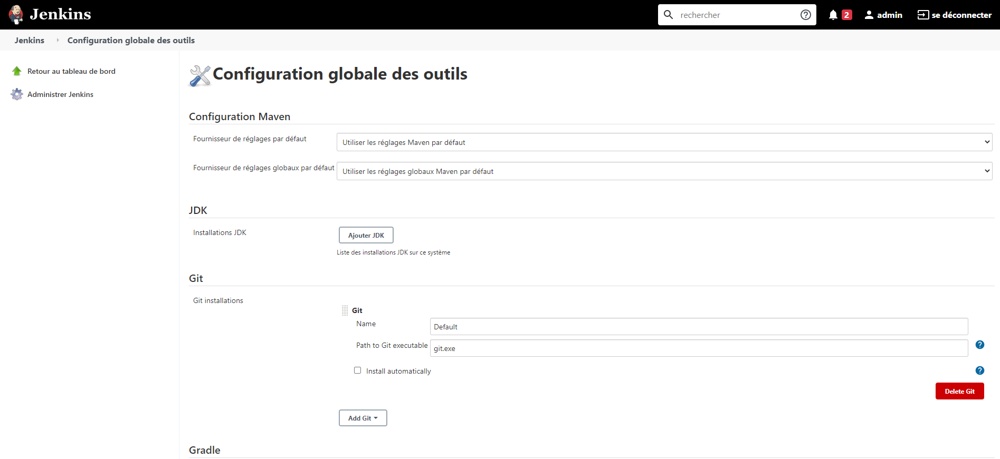 Jenkins
rechercher
2
admin
se déconnecter
Jenkins
Configuration globale des outils
Retour au tableau de bord
Administrer Jenkins
Configuration globale des outils
Configuration Maven
Fournisseur de réglages par défaut
Utiliser les réglages Maven par défaut
Fournisseur de réglages globaux par défaut
Utiliser les réglages globaux Maven par défaut
JDK
Installations JDK
Ajouter JDK
Liste des installations JDK sur ce système
Git
Git installations
Git
Name
Default
Path to Git executable
git.exe
?
Install automatically
?
Delete Git
Add Git
Gradle